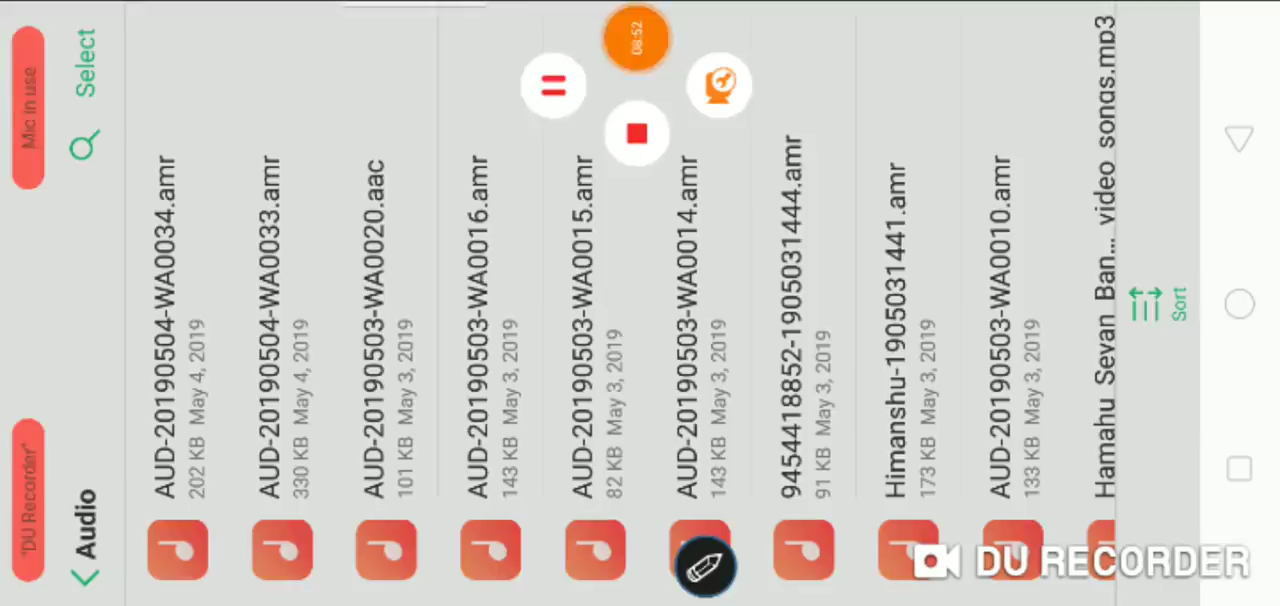 "DU Recorder"
Mic in use
Audio
Select
AUD-20190504-WA0034.amr
202 KB May 4, 2019
AUD-20190504-WA0033.amr
330 KB May 4, 2019
AUD-20190503-WA0020.aac
101 KB May 3, 2019
AUD-20190503-WA0016.amr
143 KB May 3, 2019
AUD-20190503-WA0015.amr
82 KB May 3, 2019
AUD-20190503-WA0014.amr
143 KB May 3, 2019
9454418852-1905031444.amr
91 KB May 3, 2019
Himanshu-1905031441.amr
173 KB May 3, 2019
AUD-20190503-WA0010.amr
133 KB May 3, 2019
Hamahu Sevan Ban... video songs.mp3
Sort
08:52
DU RECORDER